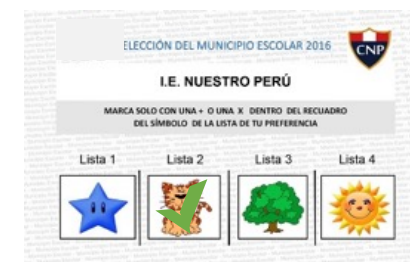 ELECCIÓN DEL MUNICIPIO ESCOLAR 2016
CNP
I.E. NUESTRO PERÚ
MARCA SOLO CON UNA + O UNA X DENTRO DEL RECUADRO
DEL SÍMBOLO DE LA LISTA DE TU PREFERENCIA
Lista 1 Lista 2 Lista 3 Lista 4